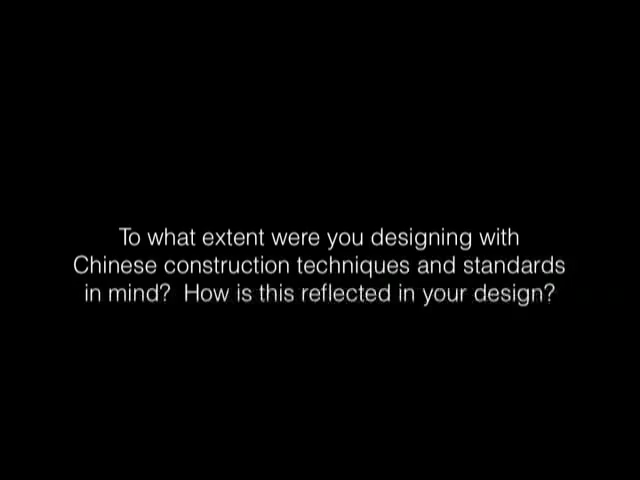 To what extent were you designing with
Chinese construction techniques and standards
in mind?  How is this reflected in your design?